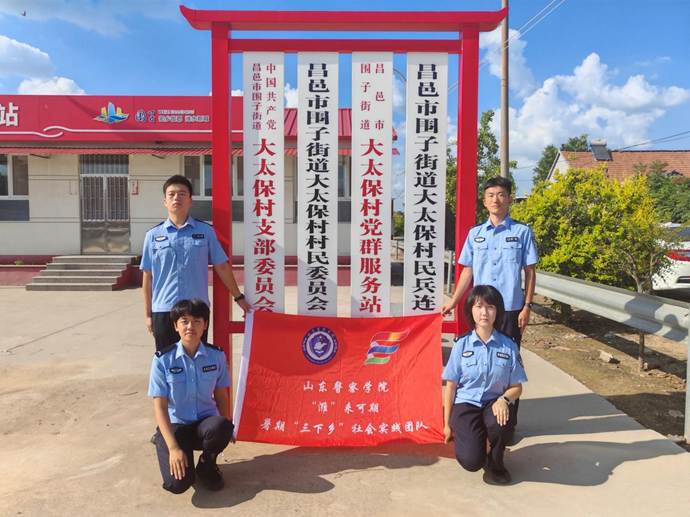 站
围子
中国共产党
昌邑市围子街道
大太保村支部委员会
昌邑市围子街道大太保村村民委员会
昌邑市
围子街道
大太保村党群服务站
昌邑市围子街道大太保村民兵连
山东警察学院
“潍”来可期
暑期“三下乡”社会实践团队